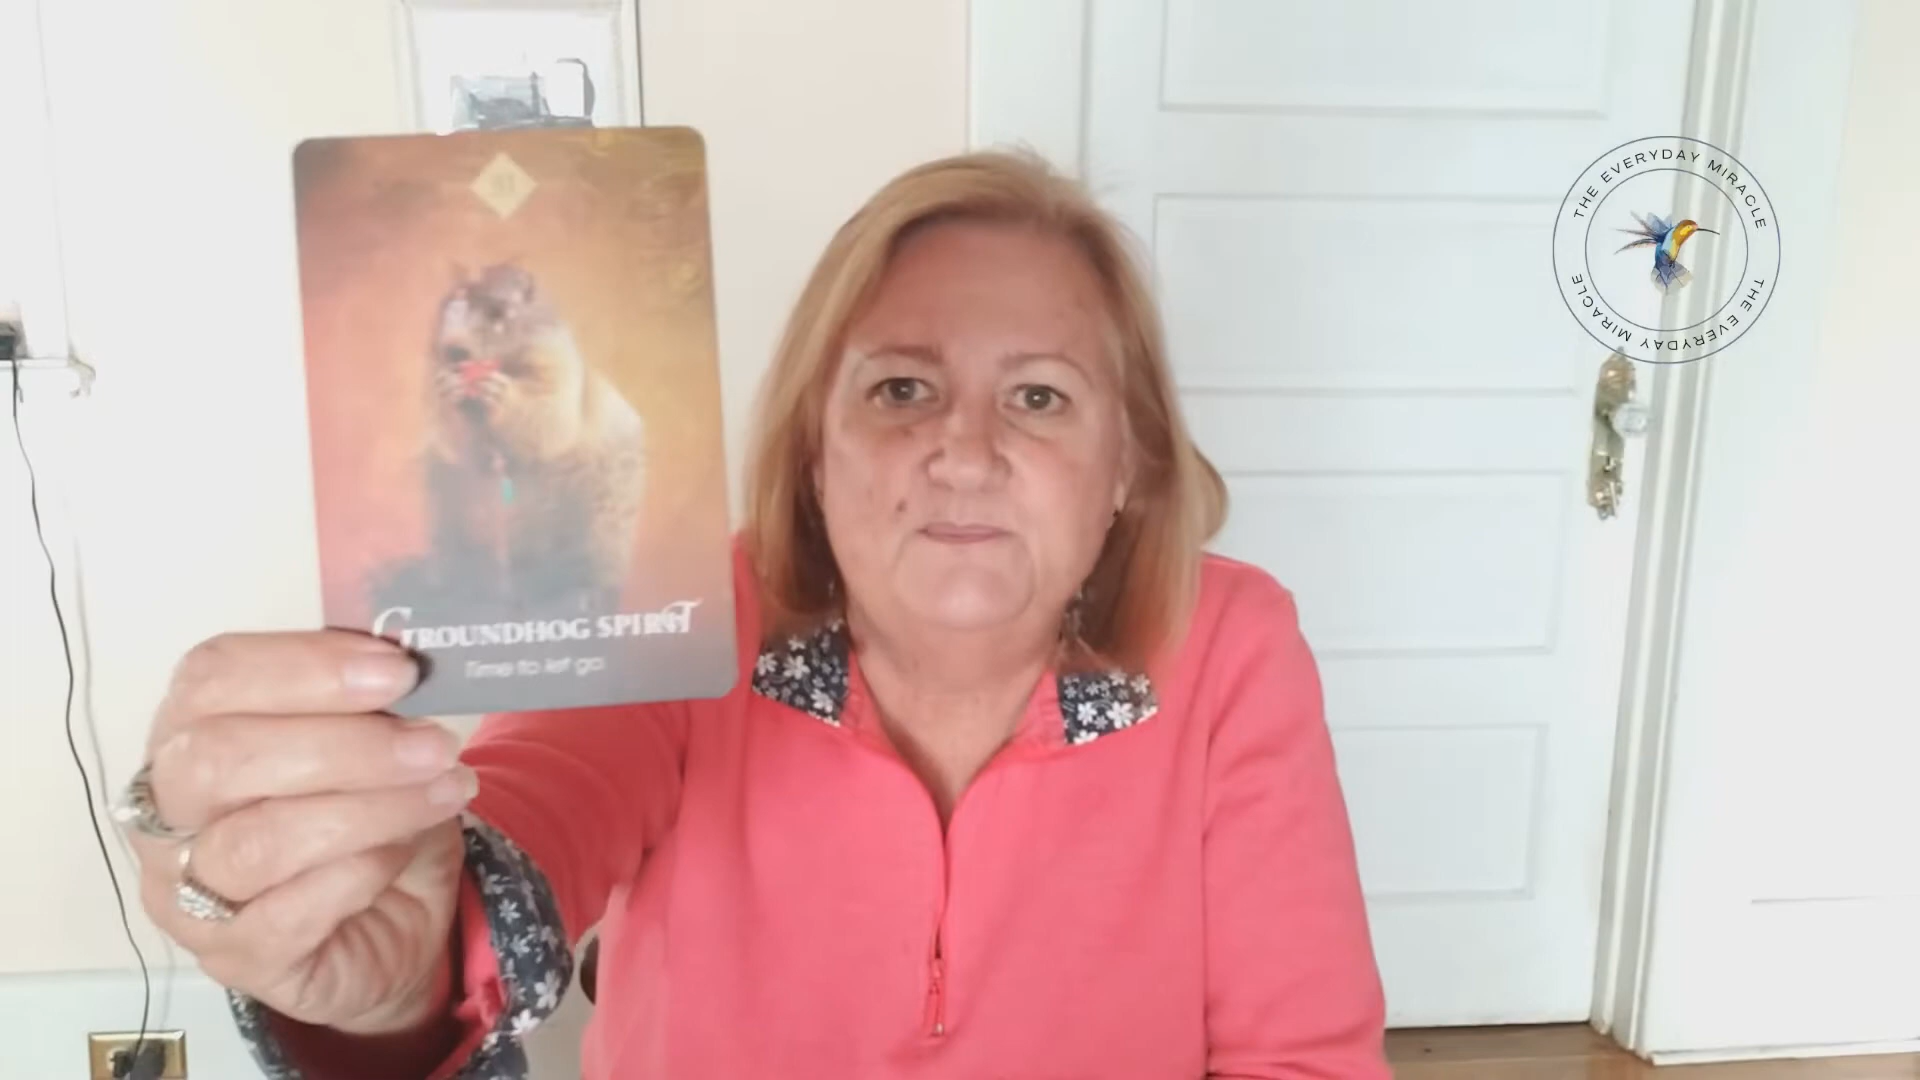 GROUNDHOG SPIRIT
Time to let go
THE EVERYDAY MIRACLE
THE EVERYDAY MIRACLE